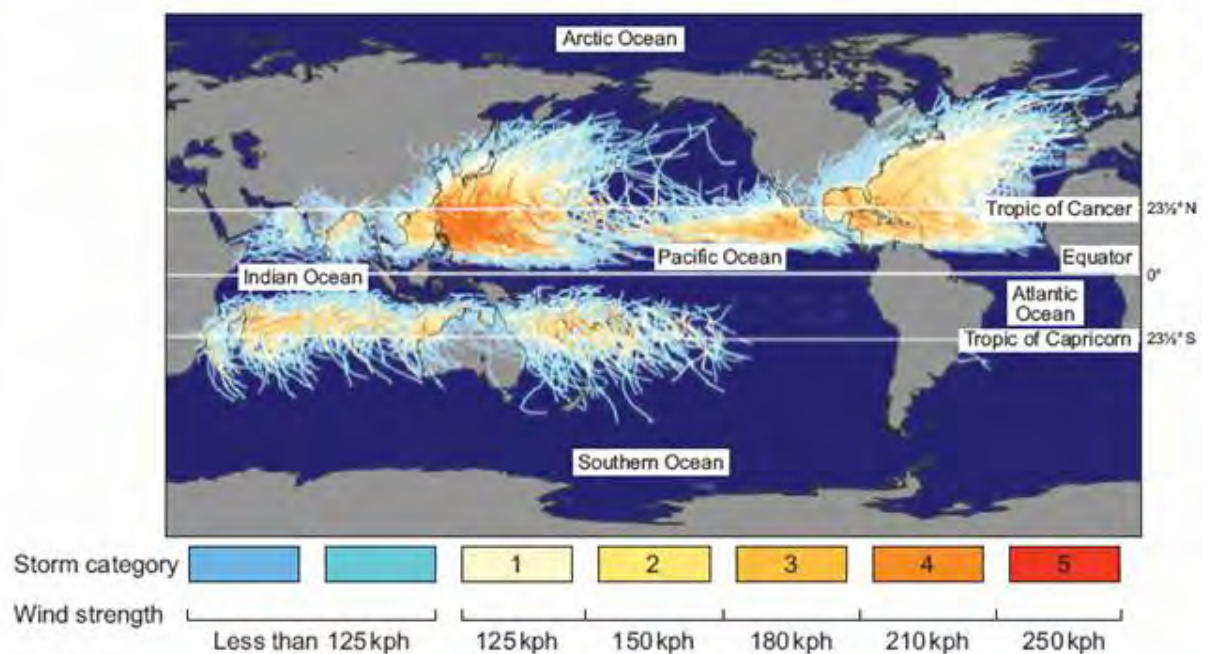 Arctic Ocean
Tropic of Cancer
23½° N
Pacific Ocean
Equator
Indian Ocean
0°
Atlantic
Ocean
Tropic of Capricorn
23½° S
Southern Ocean
Storm category
1
2
3
4
5
Wind strength
Less than 125 kph
125 kph
150 kph
180 kph
210 kph
250 kph